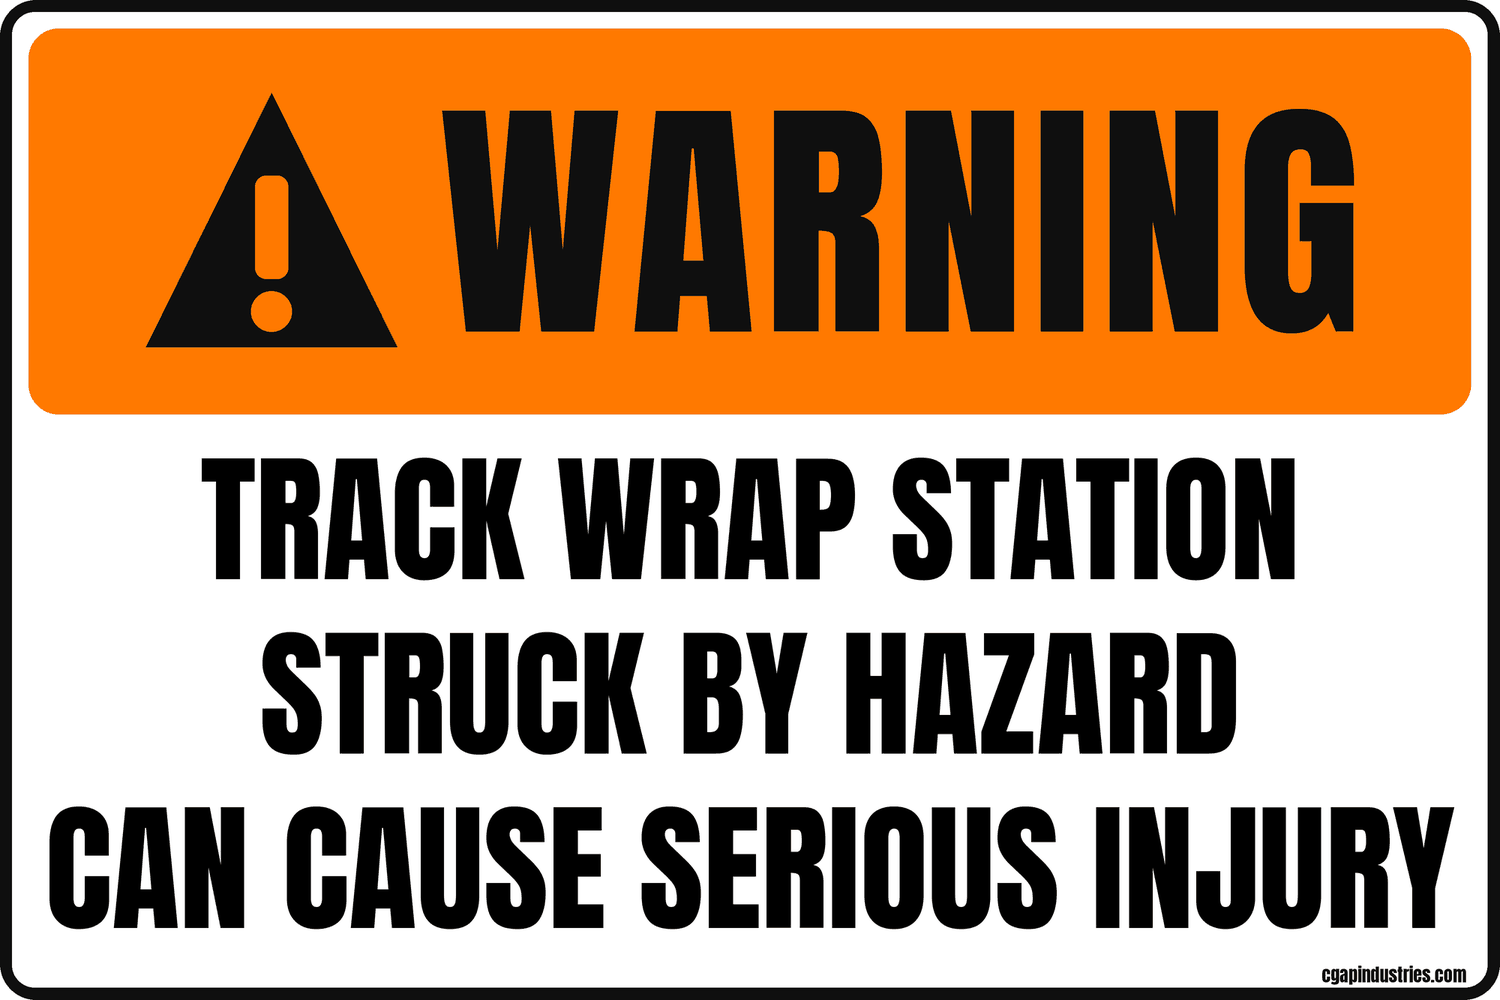 WARNING
TRACK WRAP STATION
STRUCK BY HAZARD
CAN CAUSE SERIOUS INJURY
cgapindustries.com